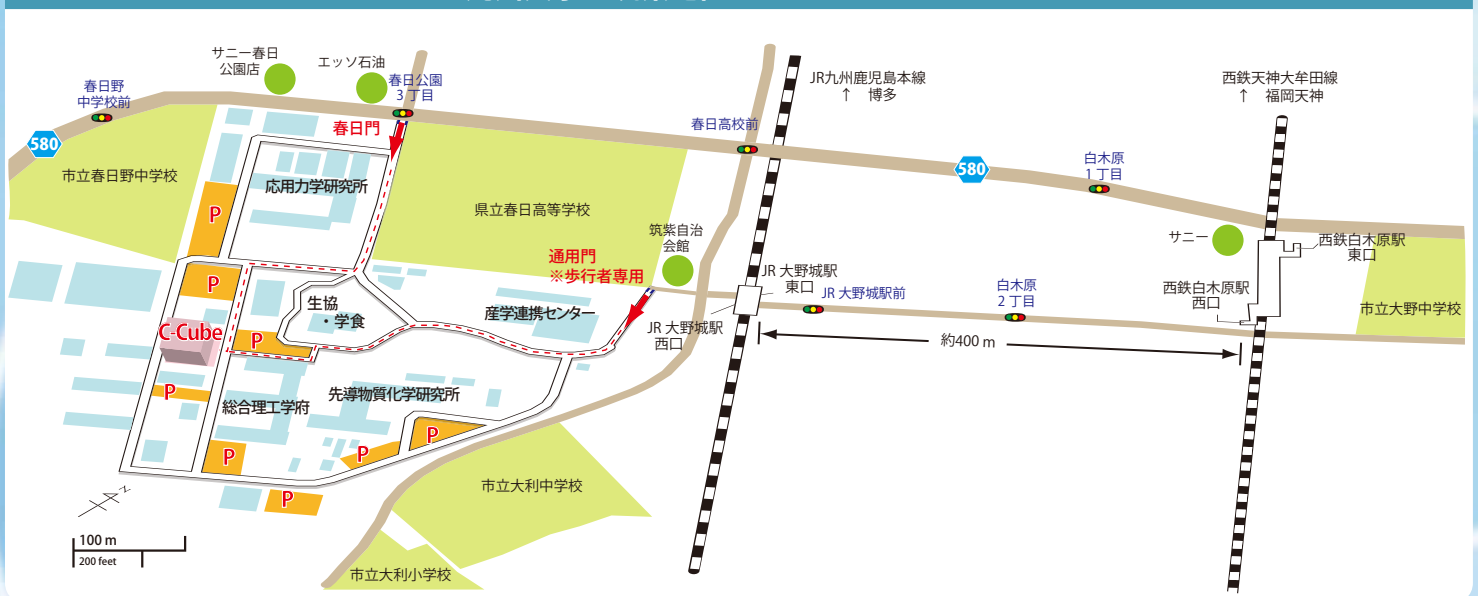 サニー春日
公園店
エッソ石油
春日野
中学校前
春日公園
3 丁目
JR九州鹿児島本線
↑ 博多
西鉄天神大牟田線
↑ 福岡天神
580
春日門
春日高校前
580
白木原
1 丁目
市立春日野中学校
応用力学研究所
P
県立春日高等学校
筑紫自治
会館
サニー
西鉄白木原駅
東口
通用門
※歩行者専用
JR 大野城駅
東口
JR 大野城駅前
白木原
2 丁目
西鉄白木原駅
西口
市立大野中学校
P
生協
・学食
産学連携センター
JR 大野城駅
西口
約400 m
C-Cube
P
P
総合理工学府
先導物質化学研究所
P
P
P
P
市立大利中学校
N
100 m
200 feet
市立大利小学校